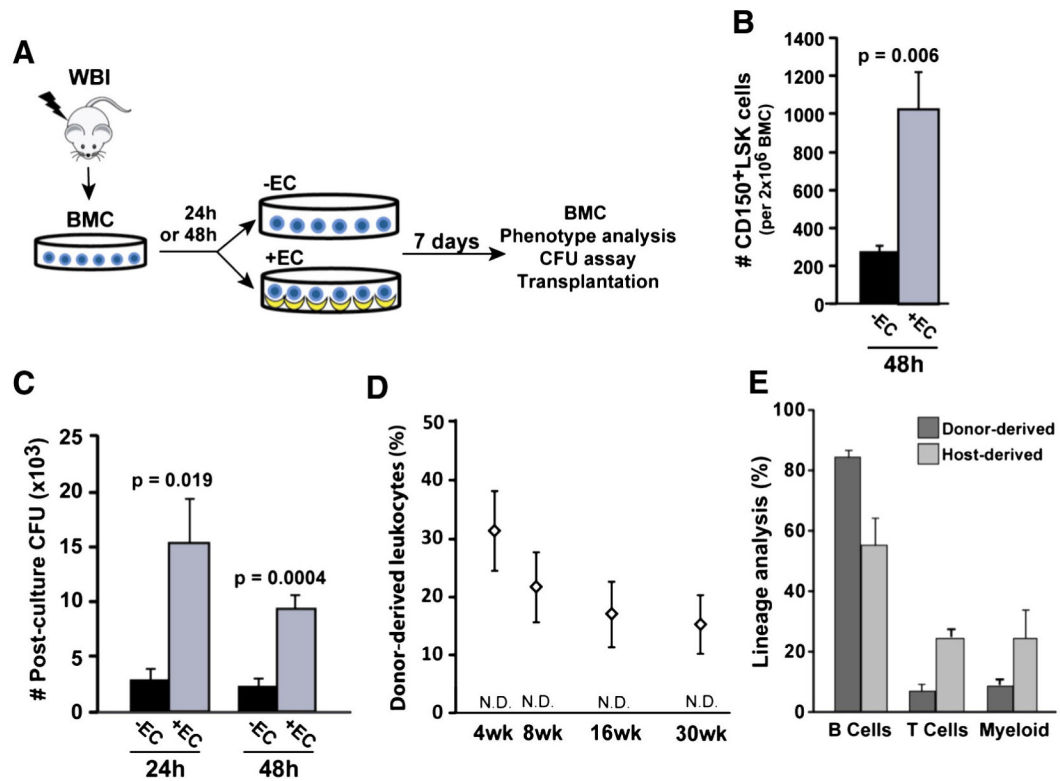 A
WBI
BMC
24h
or 48h
-EC
+EC
7 days
BMC
Phenotype analysis
CFU assay
Transplantation
B
# CD150+LSK cells
(per 2x10⁶ BMC)
1400
1200
1000
800
600
400
200
0
p = 0.006
-EC
+EC
48h
C
# Post-culture CFU (x10³)
25
20
15
10
5
0
p = 0.019
p = 0.0004
-EC
+EC
-EC
+EC
24h
48h
D
Donor-derived leukocytes (%)
50
40
30
20
10
0
N.D.
N.D.
N.D.
N.D.
4wk
8wk
16wk
30wk
E
Lineage analysis (%)
100
80
60
40
20
0
Donor-derived
Host-derived
B Cells
T Cells
Myeloid